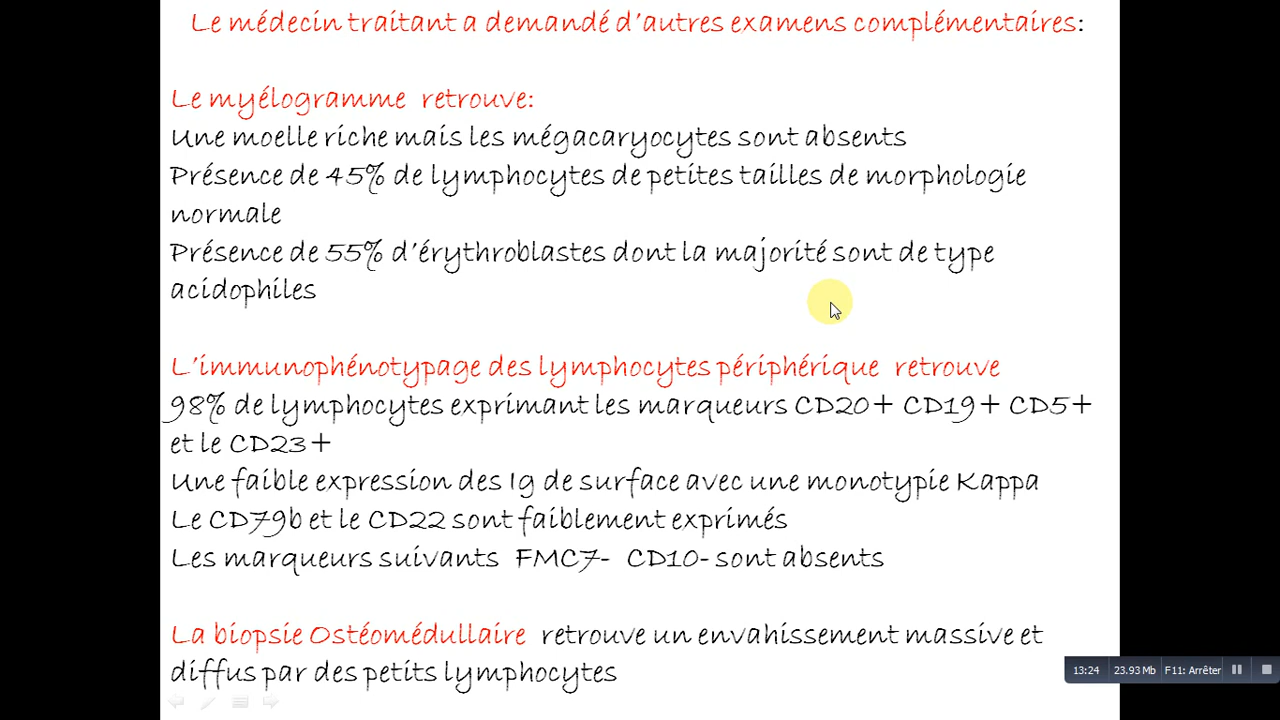 Le médecin traitant a demandé d'autres examens complémentaires:
Le myélogramme retrouve:
Une moelle riche mais les mégacaryocytes sont absents
Présence de 45% de lymphocytes de petites tailles de morphologie
normale
Présence de 55% d'érythroblastes dont la majorité sont de type
acidophiles
L'immunophénotypage des lymphocytes périphérique retrouve
98% de lymphocytes exprimant les marqueurs CD20+ CD19+ CD5+
et le CD23+
Une faible expression des Ig de surface avec une monotypie Kappa
Le CD79b et le CD22 sont faiblement exprimés
Les marqueurs suivants FMC7- CD10- sont absents
La biopsie Ostéomédullaire retrouve un envahissement massive et
diffus par des petits lymphocytes
13:24 23.93 Mb F11: Arrêter